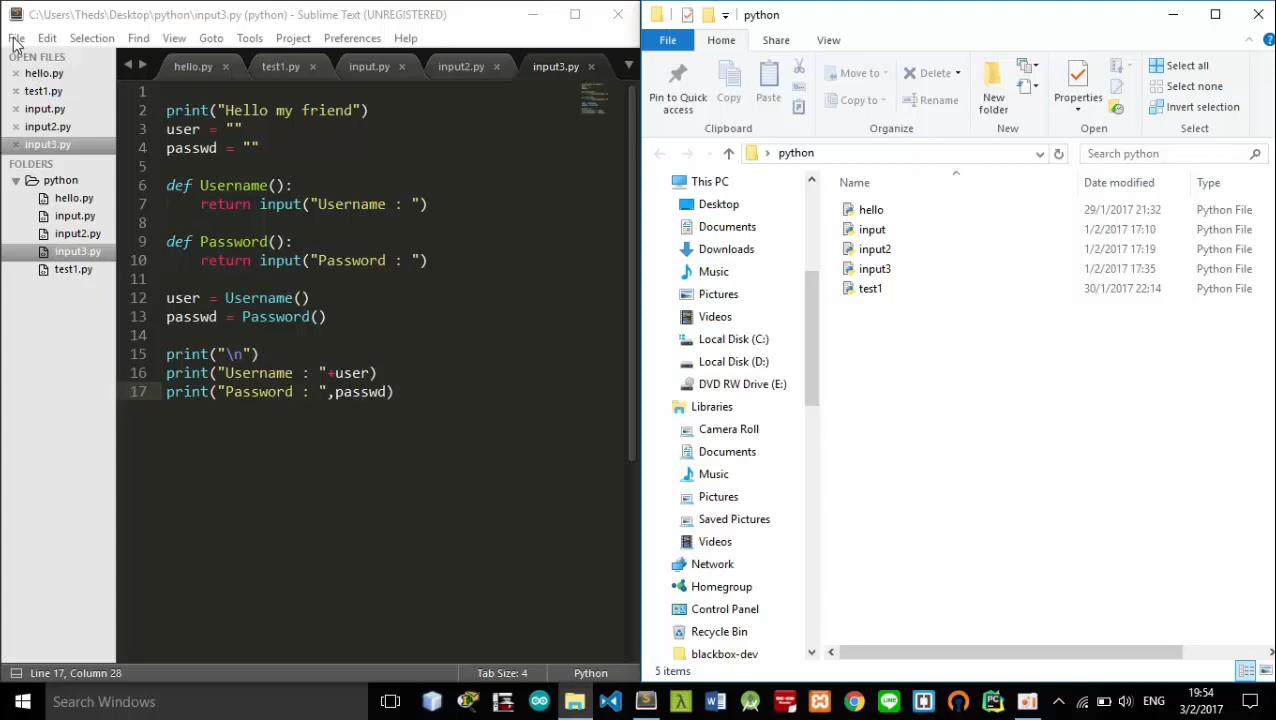 C:\Users\Theds\Desktop\python\input3.py (python) - Sublime Text (UNREGISTERED)
File Edit Selection Find View Goto Tools Project Preferences Help
OPEN FILES
hello.py
test1.py
input.py
input2.py
input3.py
FOLDERS
python
hello.py
input.py
input2.py
input3.py
test1.py
hello.py test1.py input.py input2.py input3.py
1
2 print("Hello my friend")
3 user = ""
4 passwd = ""
5
6 def Username():
7 return input("Username : ")
8
9 def Password():
10 return input("Password : ")
11
12 user = Username()
13 passwd = Password()
14
15 print("\n")
16 print("Username : "+user)
17 print("Password : ",passwd)
Line 17, Column 28 Tab Size: 4 Python
python
File Home Share View
Pin to Quick access
Copy
Paste
Clipboard
Move to
Copy to
Delete
Rename
Organize
New folder
New
Properties
Open
Select all
Select none
Invert selection
Select
python
Search python
This PC
Desktop
Documents
Downloads
Music
Pictures
Videos
Local Disk (C:)
Local Disk (D:)
DVD RW Drive (E:)
Libraries
Camera Roll
Documents
Music
Pictures
Saved Pictures
Videos
Network
Homegroup
Control Panel
Recycle Bin
blackbox-dev
Name Date modified Type
hello 29/1/2017 21:32 Python File
input 1/2/2017 17:10 Python File
input2 1/2/2017 17:19 Python File
input3 1/2/2017 17:35 Python File
test1 30/1/2017 22:14 Python File
5 items
Search Windows
ENG
19:54
3/2/2017